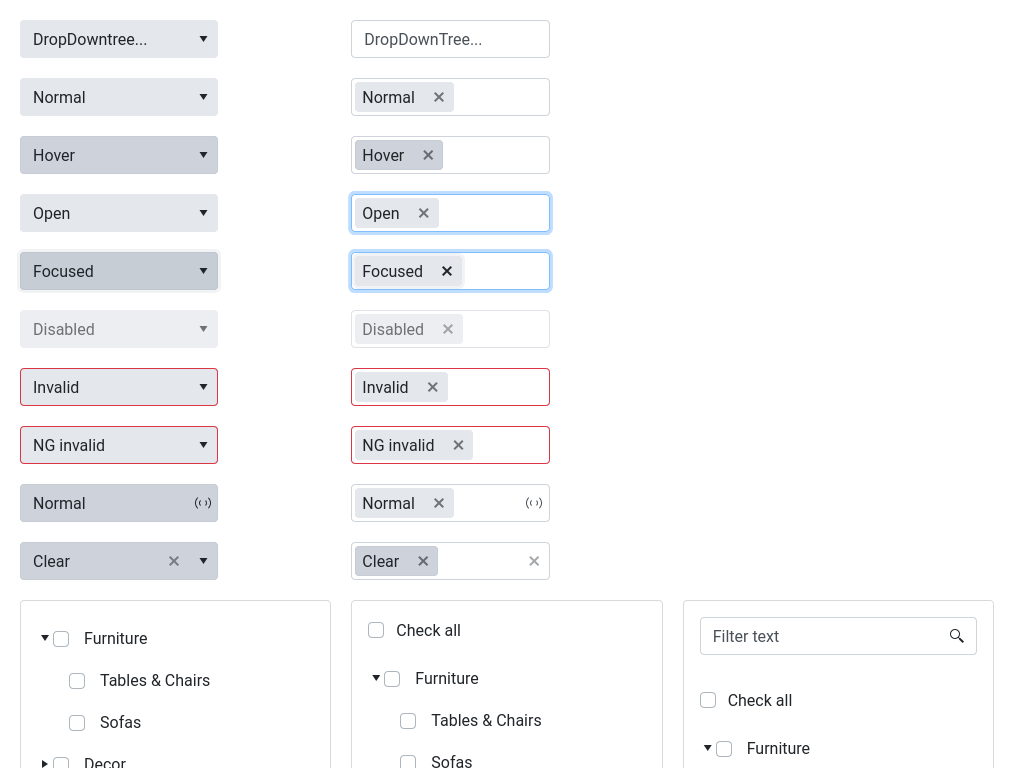 DropDowntree...
DropDownTree...
Normal
Normal
Hover
Hover
Open
Open
Focused
Focused
Disabled
Disabled
Invalid
Invalid
NG invalid
NG invalid
Normal
Normal
Clear
Clear
Furniture
Tables & Chairs
Sofas
Decor
Check all
Furniture
Tables & Chairs
Sofas
Filter text
Check all
Furniture